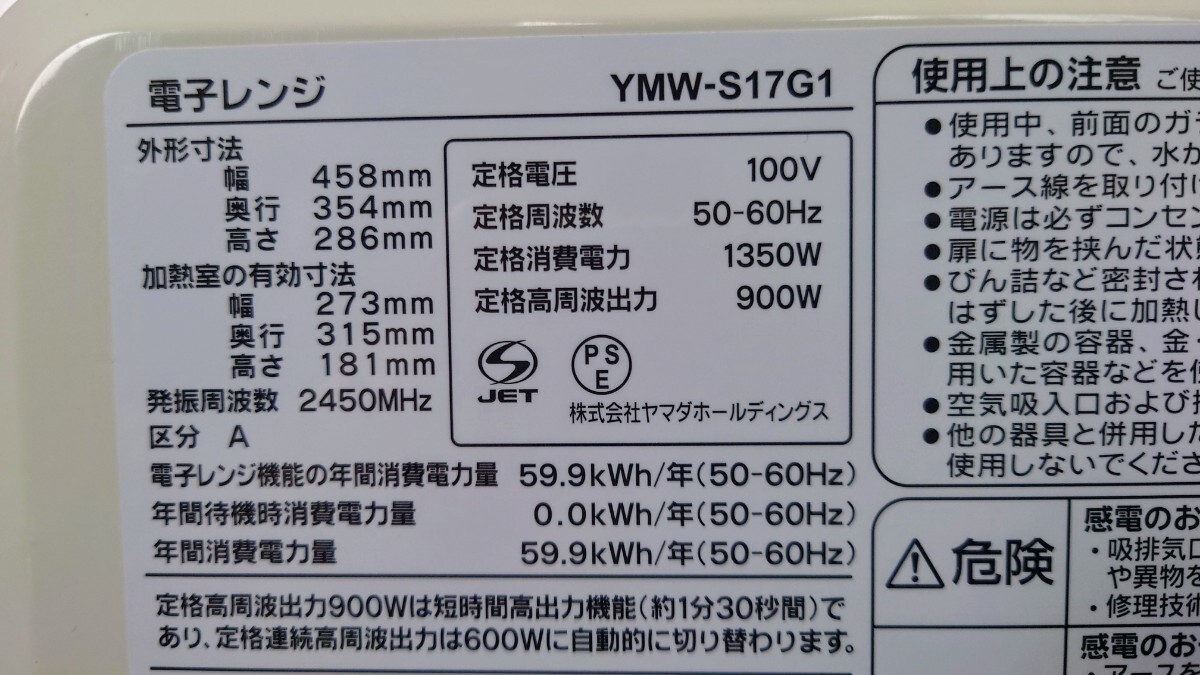 電子レンジ YMW-S17G1
外形寸法
幅 458mm
奥行 354mm
高さ 286mm
加熱室の有効寸法
幅 273mm
奥行 315mm
高さ 181mm
発振周波数 2450MHz
区分 A
定格電圧 100V
定格周波数 50-60Hz
定格消費電力 1350W
定格高周波出力 900W
JET
PS
E
株式会社ヤマダホールディングス
電子レンジ機能の年間消費電力量 59.9kWh/年(50-60Hz)
年間待機時消費電力量 0.0kWh/年(50-60Hz)
年間消費電力量 59.9kWh/年(50-60Hz)
定格高周波出力900Wは短時間高出力機能(約1分30秒間)で
あり、定格連続高周波出力は600Wに自動的に切り替わります。
使用上の注意 ご使
●使用中、前面のガ
ありますので、水が
●アース線を取り付け
●電源は必ずコンセン
●扉に物を挟んだ状態
●びん詰など密封され
はずした後に加熱し
●金属製の容器、金・
用いた容器などを使
●空気吸入口および排
●他の器具と併用した
使用しないでくださ
危険
感電のお
・吸排気口
や異物を
・修理技術
感電のお
・アースを